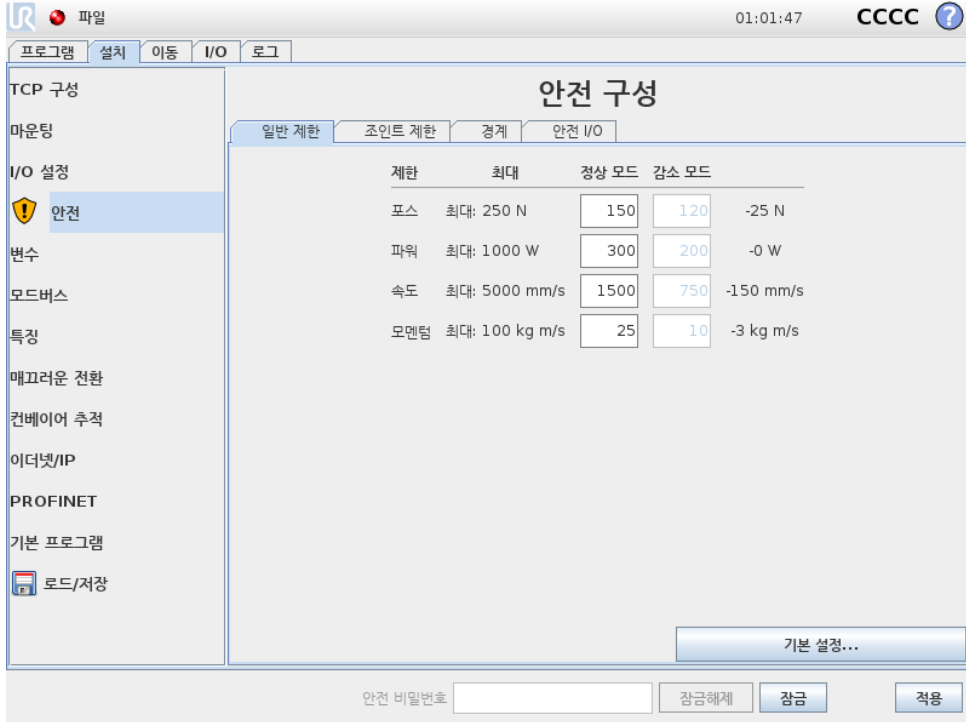 UR 파일 01:01:47 CCCC ?
프로그램 설치 이동 I/O 로그
TCP 구성
마운팅
I/O 설정
안전
변수
모드버스
특징
매끄러운 전환
컨베이어 추적
이더넷/IP
PROFINET
기본 프로그램
로드/저장
안전 구성
일반 제한 조인트 제한 경계 안전 I/O
제한 최대 정상 모드 감소 모드
포스 최대: 250 N 150 120 -25 N
파워 최대: 1000 W 300 200 -0 W
속도 최대: 5000 mm/s 1500 750 -150 mm/s
모멘텀 최대: 100 kg m/s 25 10 -3 kg m/s
기본 설정...
안전 비밀번호 잠금해제 잠금 적용